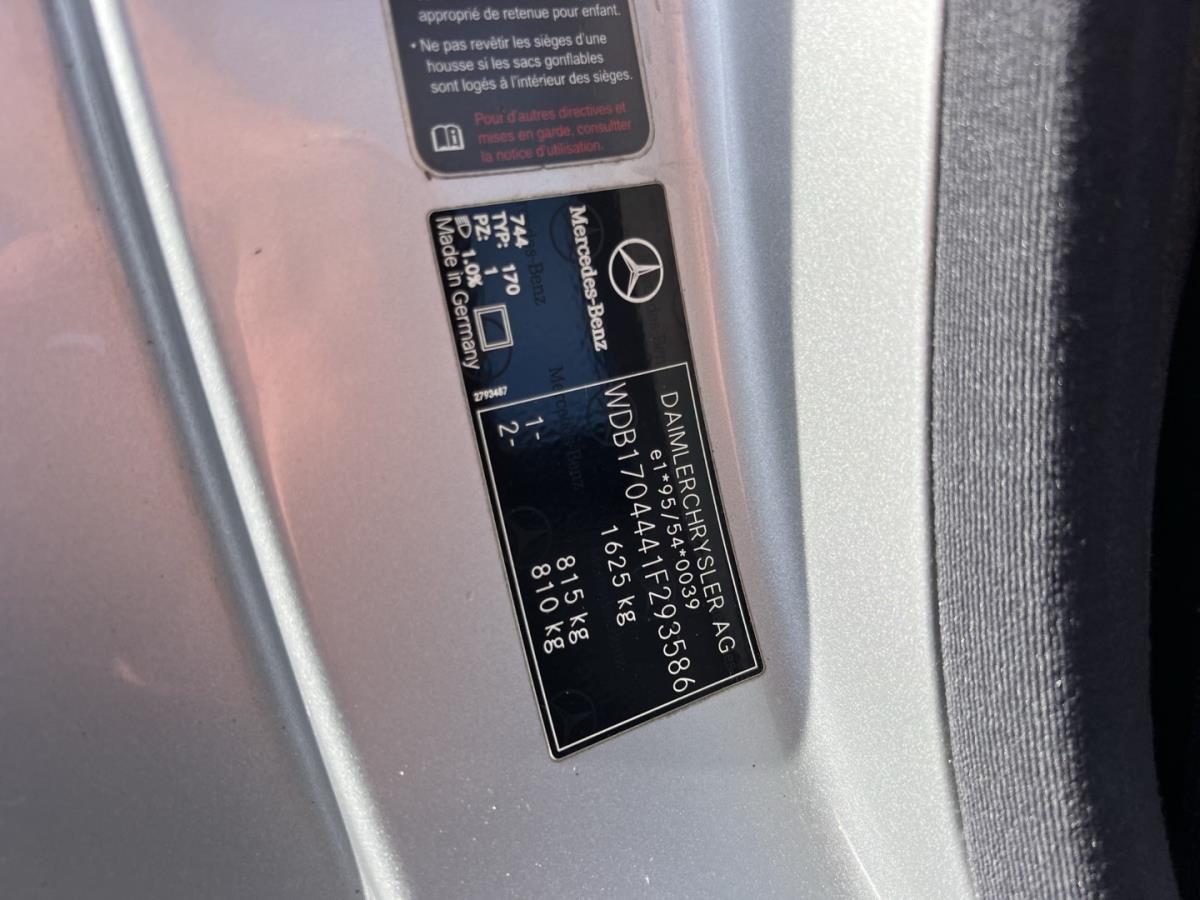 approprié de retenue pour enfant.
• Ne pas revêtir les sièges d'une
housse si les sacs gonflables
sont logés à l'intérieur des sièges.
Pour d'autres directives et
mises en garde, consultter
la notice d'utilisation.
Mercedes-Benz
744
TYP: 170
PZ: 1
1.0%
Made in Germany
2793487
DAIMLERCHRYSLER AG
e1*95/54*0039
WDB1704441F293586
1625 kg
1- 815 kg
2- 810 kg